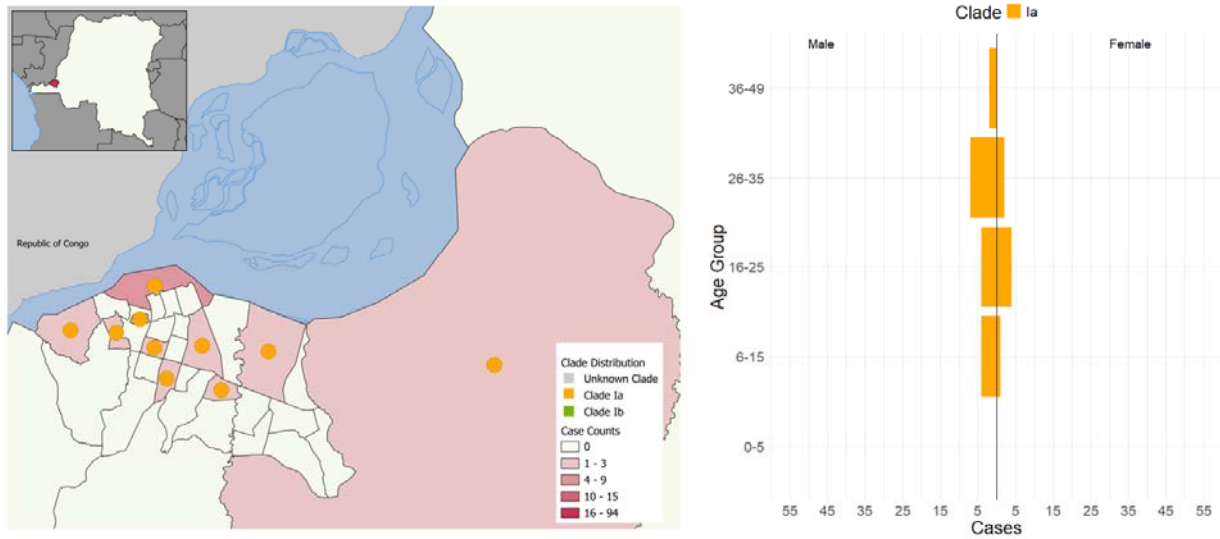 Republic of Congo
Clade Distribution
Unknown Clade
Clade Ia
Clade Ib
Case Counts
0
1 - 3
4 - 9
10 - 15
16 - 94
Clade Ia
Male
Female
Age Group
36-49
26-35
16-25
6-15
0-5
55 45 35 25 15 5 5 15 25 35 45 55
Cases